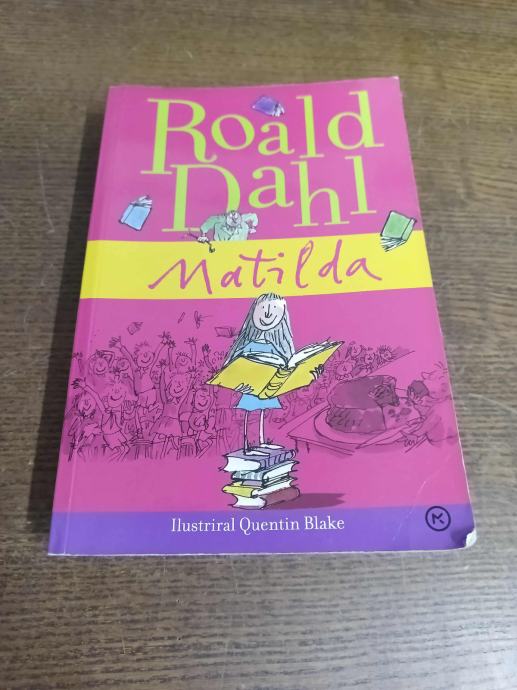 Roald
Dahl
Matilda
Ilustriral Quentin Blake